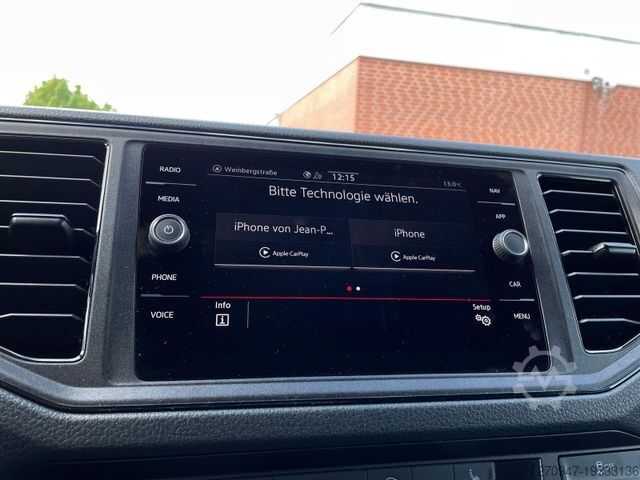 RADIO
MEDIA
PHONE
VOICE
Weinbergstraße 12:15
13.0°C
Bitte Technologie wählen.
iPhone von Jean-P...
Apple CarPlay
iPhone
Apple CarPlay
Info
Setup
NAV
APP
CAR
MENU